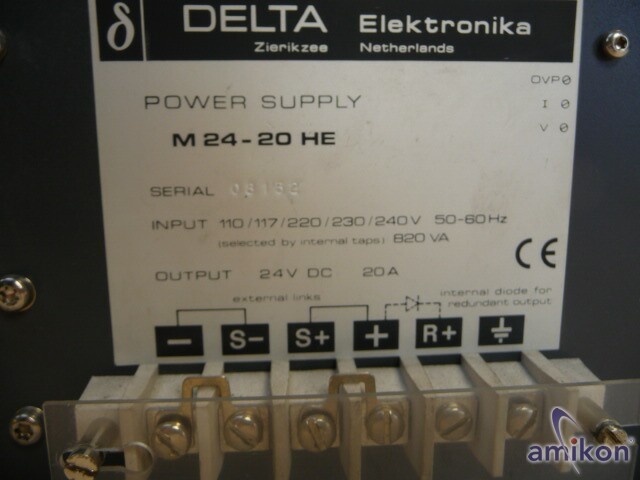 δ DELTA Elektronika
Zierikzee Netherlands
OVP
I
V
POWER SUPPLY
M 24-20 HE
SERIAL 03132
INPUT 110/117/220/230/240V 50-60Hz
(selected by internal taps) 820 VA
CE
OUTPUT 24V DC 20A
external links
internal diode for
redundant output
− S− S+ + R+
amikon